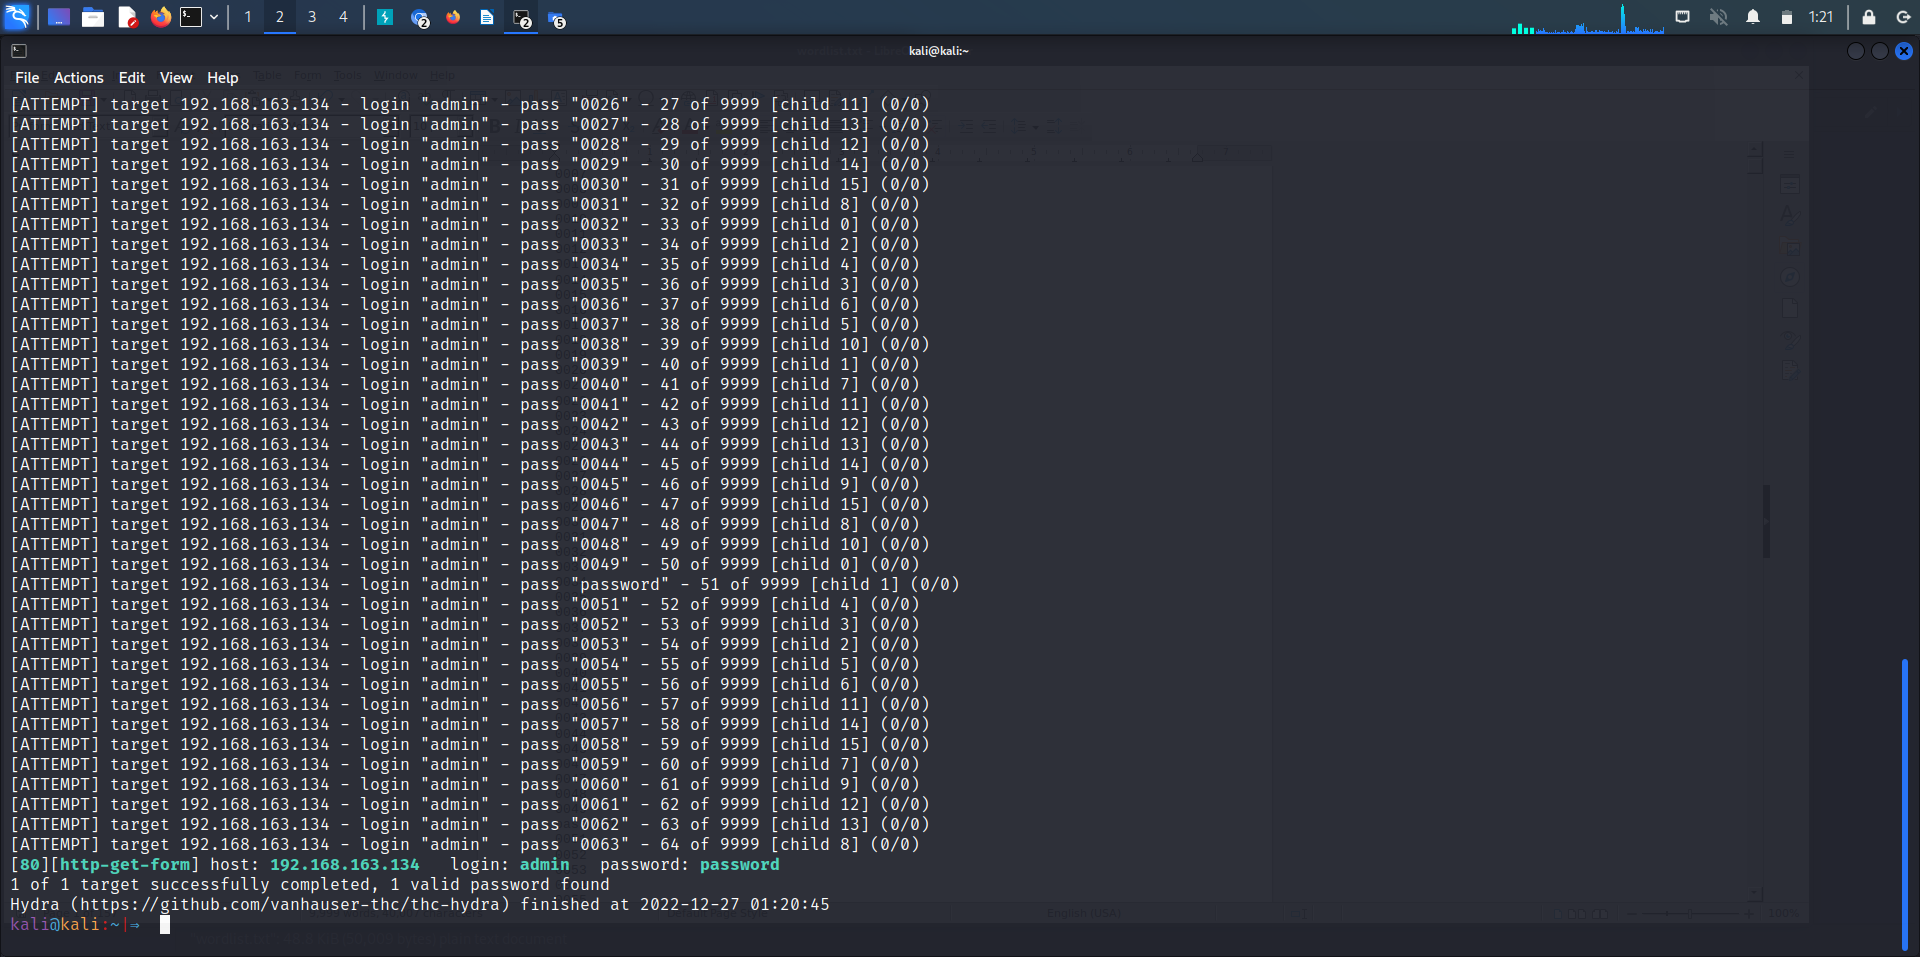 1 2 3 4 2 2 5 1:21
kali@kali:~
File Actions Edit View Help
[ATTEMPT] target 192.168.163.134 - login "admin" - pass "0026" - 27 of 9999 [child 11] (0/0)
[ATTEMPT] target 192.168.163.134 - login "admin" - pass "0027" - 28 of 9999 [child 13] (0/0)
[ATTEMPT] target 192.168.163.134 - login "admin" - pass "0028" - 29 of 9999 [child 12] (0/0)
[ATTEMPT] target 192.168.163.134 - login "admin" - pass "0029" - 30 of 9999 [child 14] (0/0)
[ATTEMPT] target 192.168.163.134 - login "admin" - pass "0030" - 31 of 9999 [child 15] (0/0)
[ATTEMPT] target 192.168.163.134 - login "admin" - pass "0031" - 32 of 9999 [child 8] (0/0)
[ATTEMPT] target 192.168.163.134 - login "admin" - pass "0032" - 33 of 9999 [child 0] (0/0)
[ATTEMPT] target 192.168.163.134 - login "admin" - pass "0033" - 34 of 9999 [child 2] (0/0)
[ATTEMPT] target 192.168.163.134 - login "admin" - pass "0034" - 35 of 9999 [child 4] (0/0)
[ATTEMPT] target 192.168.163.134 - login "admin" - pass "0035" - 36 of 9999 [child 3] (0/0)
[ATTEMPT] target 192.168.163.134 - login "admin" - pass "0036" - 37 of 9999 [child 6] (0/0)
[ATTEMPT] target 192.168.163.134 - login "admin" - pass "0037" - 38 of 9999 [child 5] (0/0)
[ATTEMPT] target 192.168.163.134 - login "admin" - pass "0038" - 39 of 9999 [child 10] (0/0)
[ATTEMPT] target 192.168.163.134 - login "admin" - pass "0039" - 40 of 9999 [child 1] (0/0)
[ATTEMPT] target 192.168.163.134 - login "admin" - pass "0040" - 41 of 9999 [child 7] (0/0)
[ATTEMPT] target 192.168.163.134 - login "admin" - pass "0041" - 42 of 9999 [child 11] (0/0)
[ATTEMPT] target 192.168.163.134 - login "admin" - pass "0042" - 43 of 9999 [child 12] (0/0)
[ATTEMPT] target 192.168.163.134 - login "admin" - pass "0043" - 44 of 9999 [child 13] (0/0)
[ATTEMPT] target 192.168.163.134 - login "admin" - pass "0044" - 45 of 9999 [child 14] (0/0)
[ATTEMPT] target 192.168.163.134 - login "admin" - pass "0045" - 46 of 9999 [child 9] (0/0)
[ATTEMPT] target 192.168.163.134 - login "admin" - pass "0046" - 47 of 9999 [child 15] (0/0)
[ATTEMPT] target 192.168.163.134 - login "admin" - pass "0047" - 48 of 9999 [child 8] (0/0)
[ATTEMPT] target 192.168.163.134 - login "admin" - pass "0048" - 49 of 9999 [child 10] (0/0)
[ATTEMPT] target 192.168.163.134 - login "admin" - pass "0049" - 50 of 9999 [child 0] (0/0)
[ATTEMPT] target 192.168.163.134 - login "admin" - pass "password" - 51 of 9999 [child 1] (0/0)
[ATTEMPT] target 192.168.163.134 - login "admin" - pass "0051" - 52 of 9999 [child 4] (0/0)
[ATTEMPT] target 192.168.163.134 - login "admin" - pass "0052" - 53 of 9999 [child 3] (0/0)
[ATTEMPT] target 192.168.163.134 - login "admin" - pass "0053" - 54 of 9999 [child 2] (0/0)
[ATTEMPT] target 192.168.163.134 - login "admin" - pass "0054" - 55 of 9999 [child 5] (0/0)
[ATTEMPT] target 192.168.163.134 - login "admin" - pass "0055" - 56 of 9999 [child 6] (0/0)
[ATTEMPT] target 192.168.163.134 - login "admin" - pass "0056" - 57 of 9999 [child 11] (0/0)
[ATTEMPT] target 192.168.163.134 - login "admin" - pass "0057" - 58 of 9999 [child 14] (0/0)
[ATTEMPT] target 192.168.163.134 - login "admin" - pass "0058" - 59 of 9999 [child 15] (0/0)
[ATTEMPT] target 192.168.163.134 - login "admin" - pass "0059" - 60 of 9999 [child 7] (0/0)
[ATTEMPT] target 192.168.163.134 - login "admin" - pass "0060" - 61 of 9999 [child 9] (0/0)
[ATTEMPT] target 192.168.163.134 - login "admin" - pass "0061" - 62 of 9999 [child 12] (0/0)
[ATTEMPT] target 192.168.163.134 - login "admin" - pass "0062" - 63 of 9999 [child 13] (0/0)
[ATTEMPT] target 192.168.163.134 - login "admin" - pass "0063" - 64 of 9999 [child 8] (0/0)
[80][http-get-form] host: 192.168.163.134 login: admin password: password
1 of 1 target successfully completed, 1 valid password found
Hydra (https://github.com/vanhauser-thc/thc-hydra) finished at 2022-12-27 01:20:45
kali@kali:~|⇒